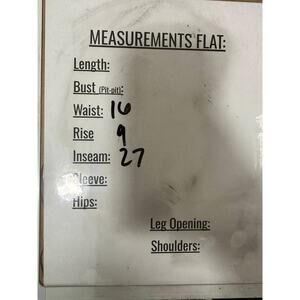 MEASUREMENTS FLAT:
Length:
Bust (Pit-pit):
Waist: 16
Rise 9
Inseam: 27
Sleeve:
Hips:
Leg Opening:
Shoulders: